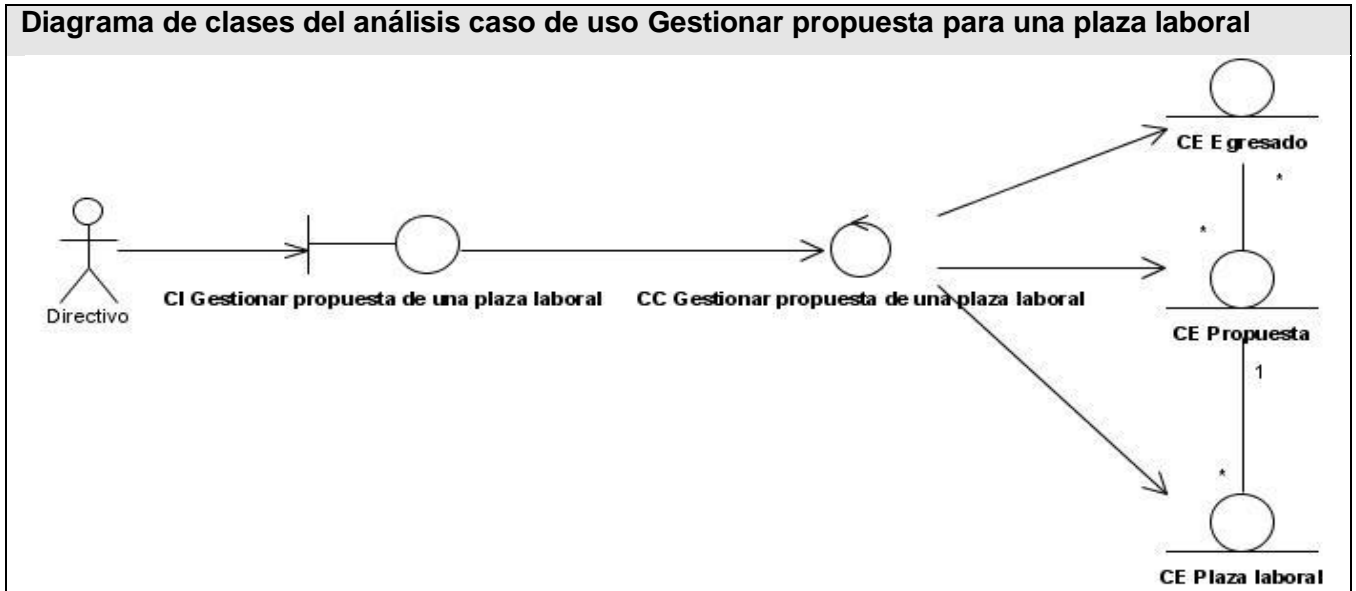 Diagrama de clases del análisis caso de uso Gestionar propuesta para una plaza laboral
CE Egresado
*
*
Directivo
CI Gestionar propuesta de una plaza laboral
CC Gestionar propuesta de una plaza laboral
CE Propuesta
1
*
CE Plaza laboral